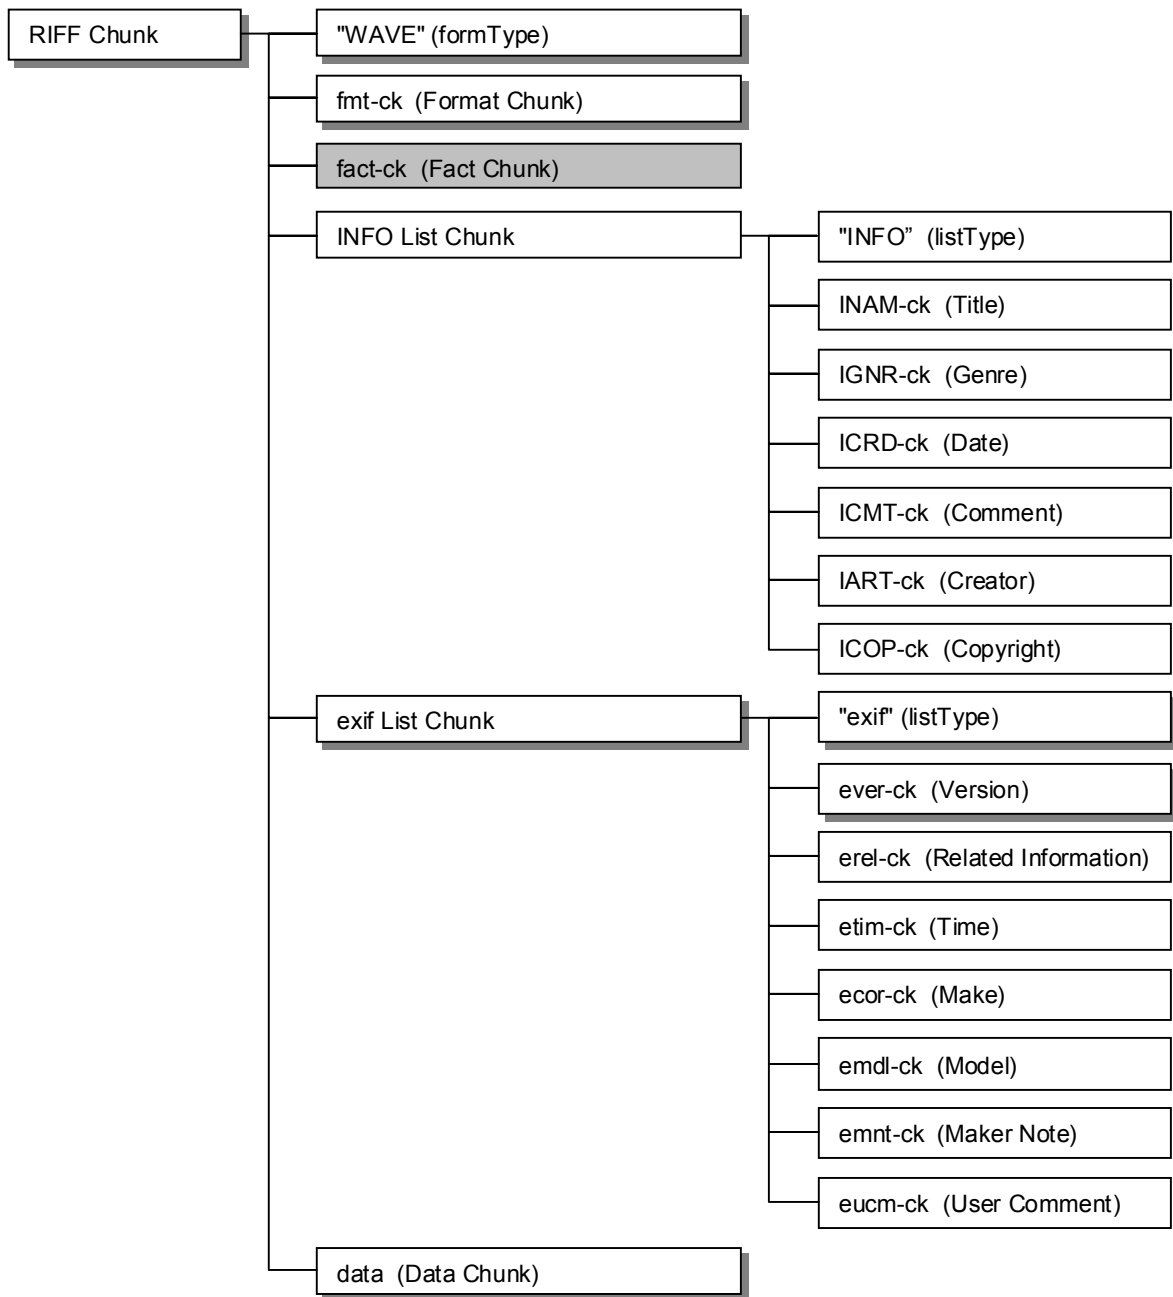 RIFF Chunk
"WAVE" (formType)
fmt-ck (Format Chunk)
fact-ck (Fact Chunk)
INFO List Chunk
"INFO” (listType)
INAM-ck (Title)
IGNR-ck (Genre)
ICRD-ck (Date)
ICMT-ck (Comment)
IART-ck (Creator)
ICOP-ck (Copyright)
exif List Chunk
"exif" (listType)
ever-ck (Version)
erel-ck (Related Information)
etim-ck (Time)
ecor-ck (Make)
emdl-ck (Model)
emnt-ck (Maker Note)
eucm-ck (User Comment)
data (Data Chunk)